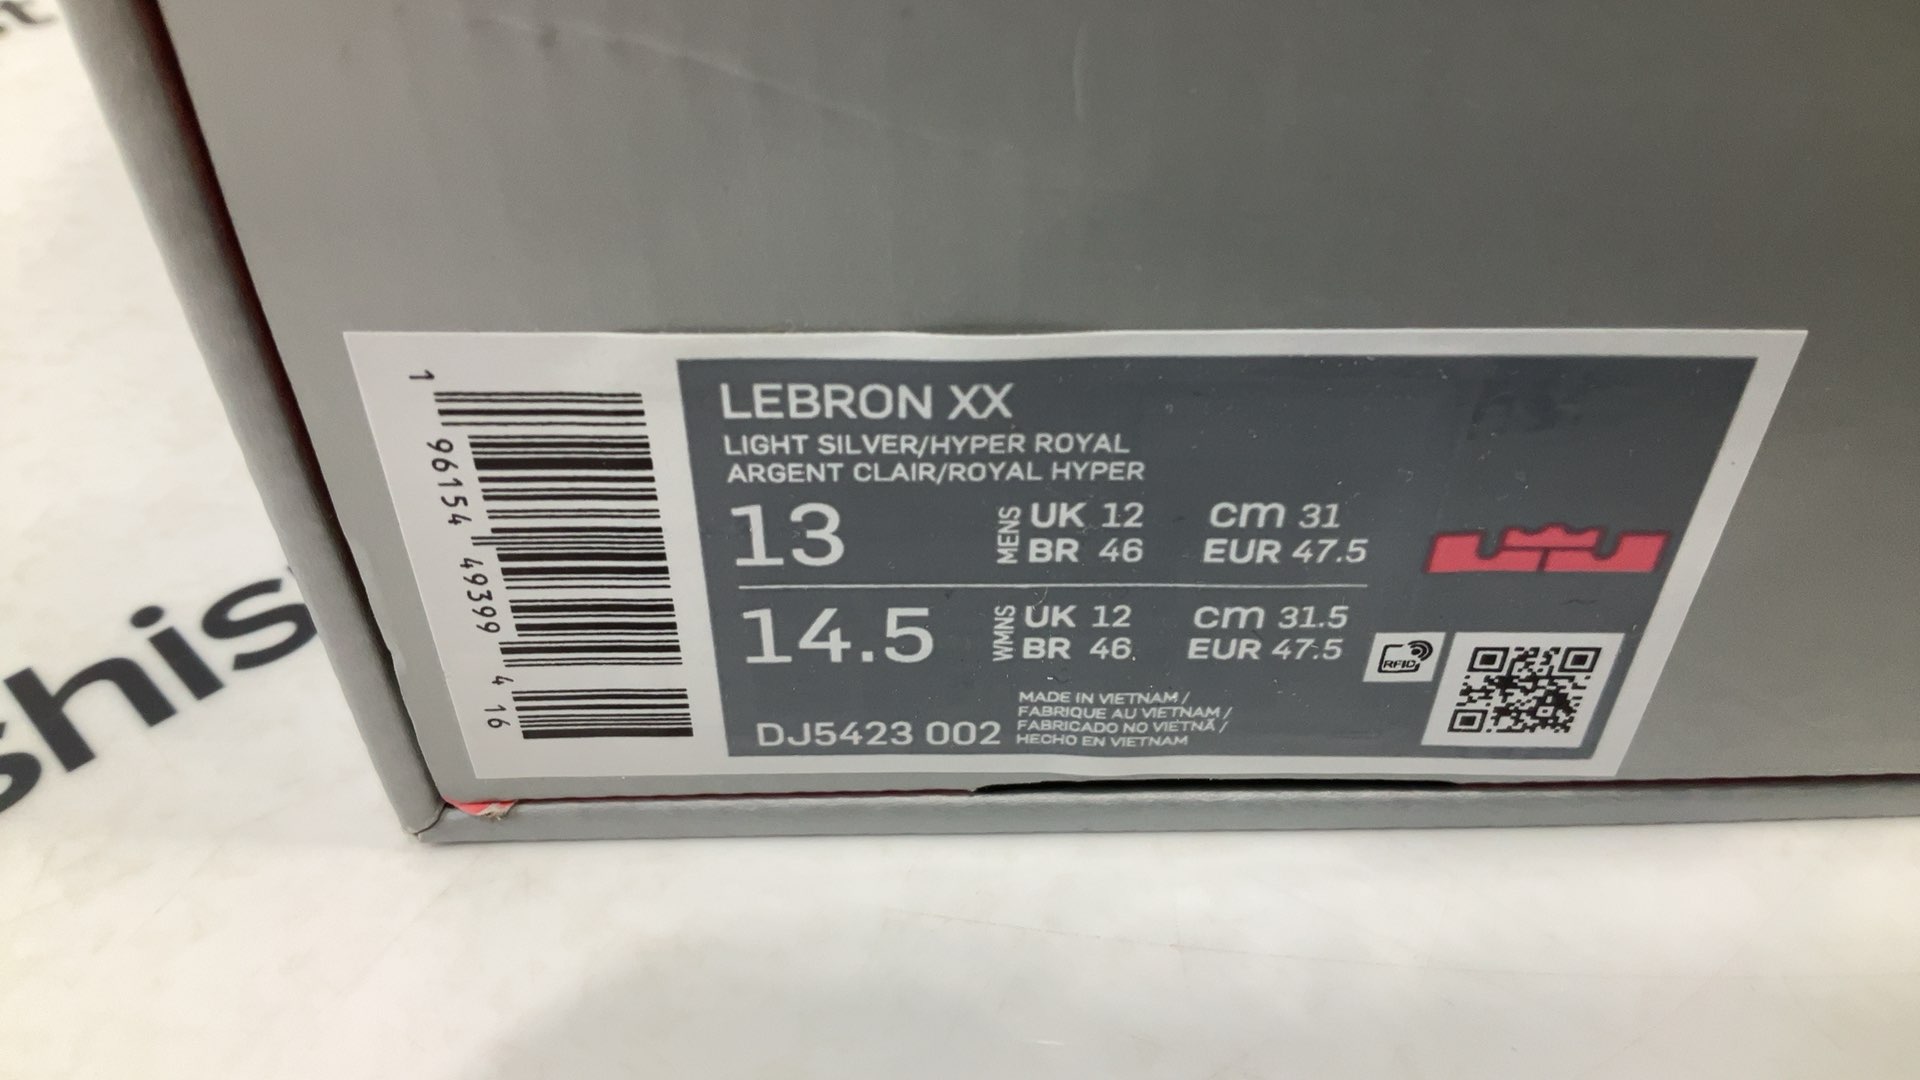 1 96154 49399 4 16
LEBRON XX
LIGHT SILVER/HYPER ROYAL
ARGENT CLAIR/ROYAL HYPER
13 MENS UK 12 cm 31
BR 46 EUR 47.5
14.5 WMNS UK 12 cm 31.5
BR 46 EUR 47.5
RFID
DJ5423 002
MADE IN VIETNAM /
FABRIQUE AU VIETNAM /
FABRICADO NO VIETNÃ /
HECHO EN VIETNAM
shis